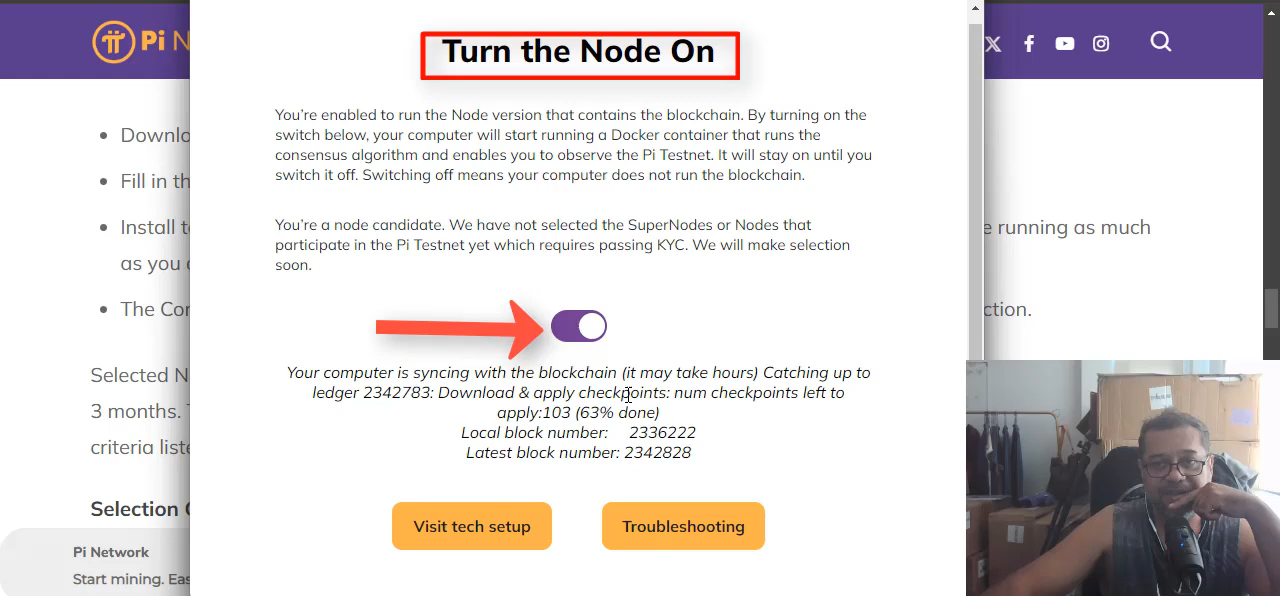 Pi N
Turn the Node On
You're enabled to run the Node version that contains the blockchain. By turning on the
switch below, your computer will start running a Docker container that runs the
consensus algorithm and enables you to observe the Pi Testnet. It will stay on until you
switch it off. Switching off means your computer does not run the blockchain.
You're a node candidate. We have not selected the SuperNodes or Nodes that
participate in the Pi Testnet yet which requires passing KYC. We will make selection
soon.
Your computer is syncing with the blockchain (it may take hours) Catching up to
ledger 2342783: Download & apply checkpoints: num checkpoints left to
apply:103 (63% done)
Local block number: 2336222
Latest block number: 2342828
Visit tech setup
Troubleshooting
Downlo
Fill in th
Install t
e running as much
as you
The Cor
ction.
Selected N
3 months.
criteria liste
Selection
Pi Network
Start mining. Eas